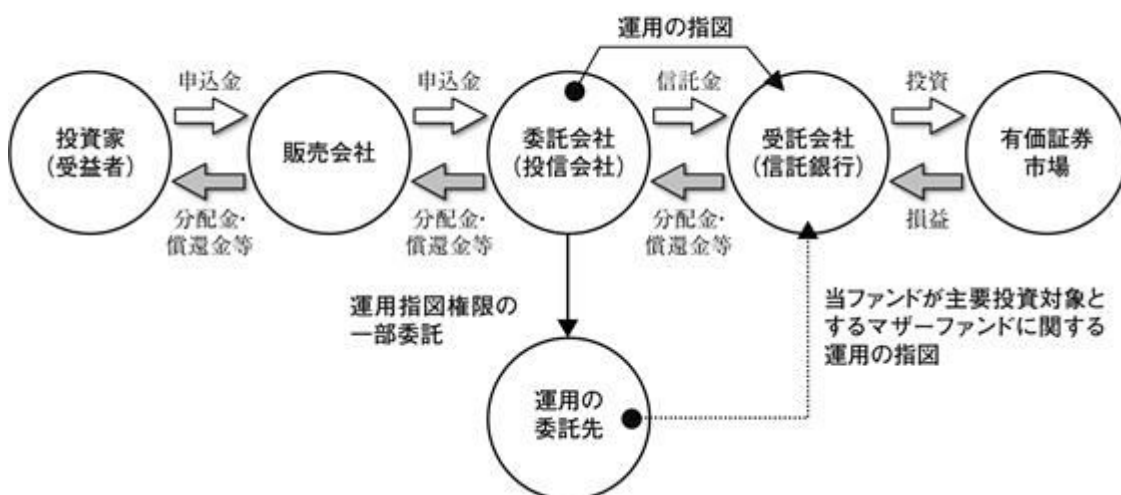 運用の指図
申込金
申込金
信託金
投資
投資家
(受益者)
販売会社
委託会社
(投信会社)
受託会社
(信託銀行)
有価証券
市場
分配金・
償還金等
分配金・
償還金等
分配金・
償還金等
損益
運用指図権限の
一部委託
当ファンドが主要投資対象と
するマザーファンドに関する
運用の指図
運用の
委託先